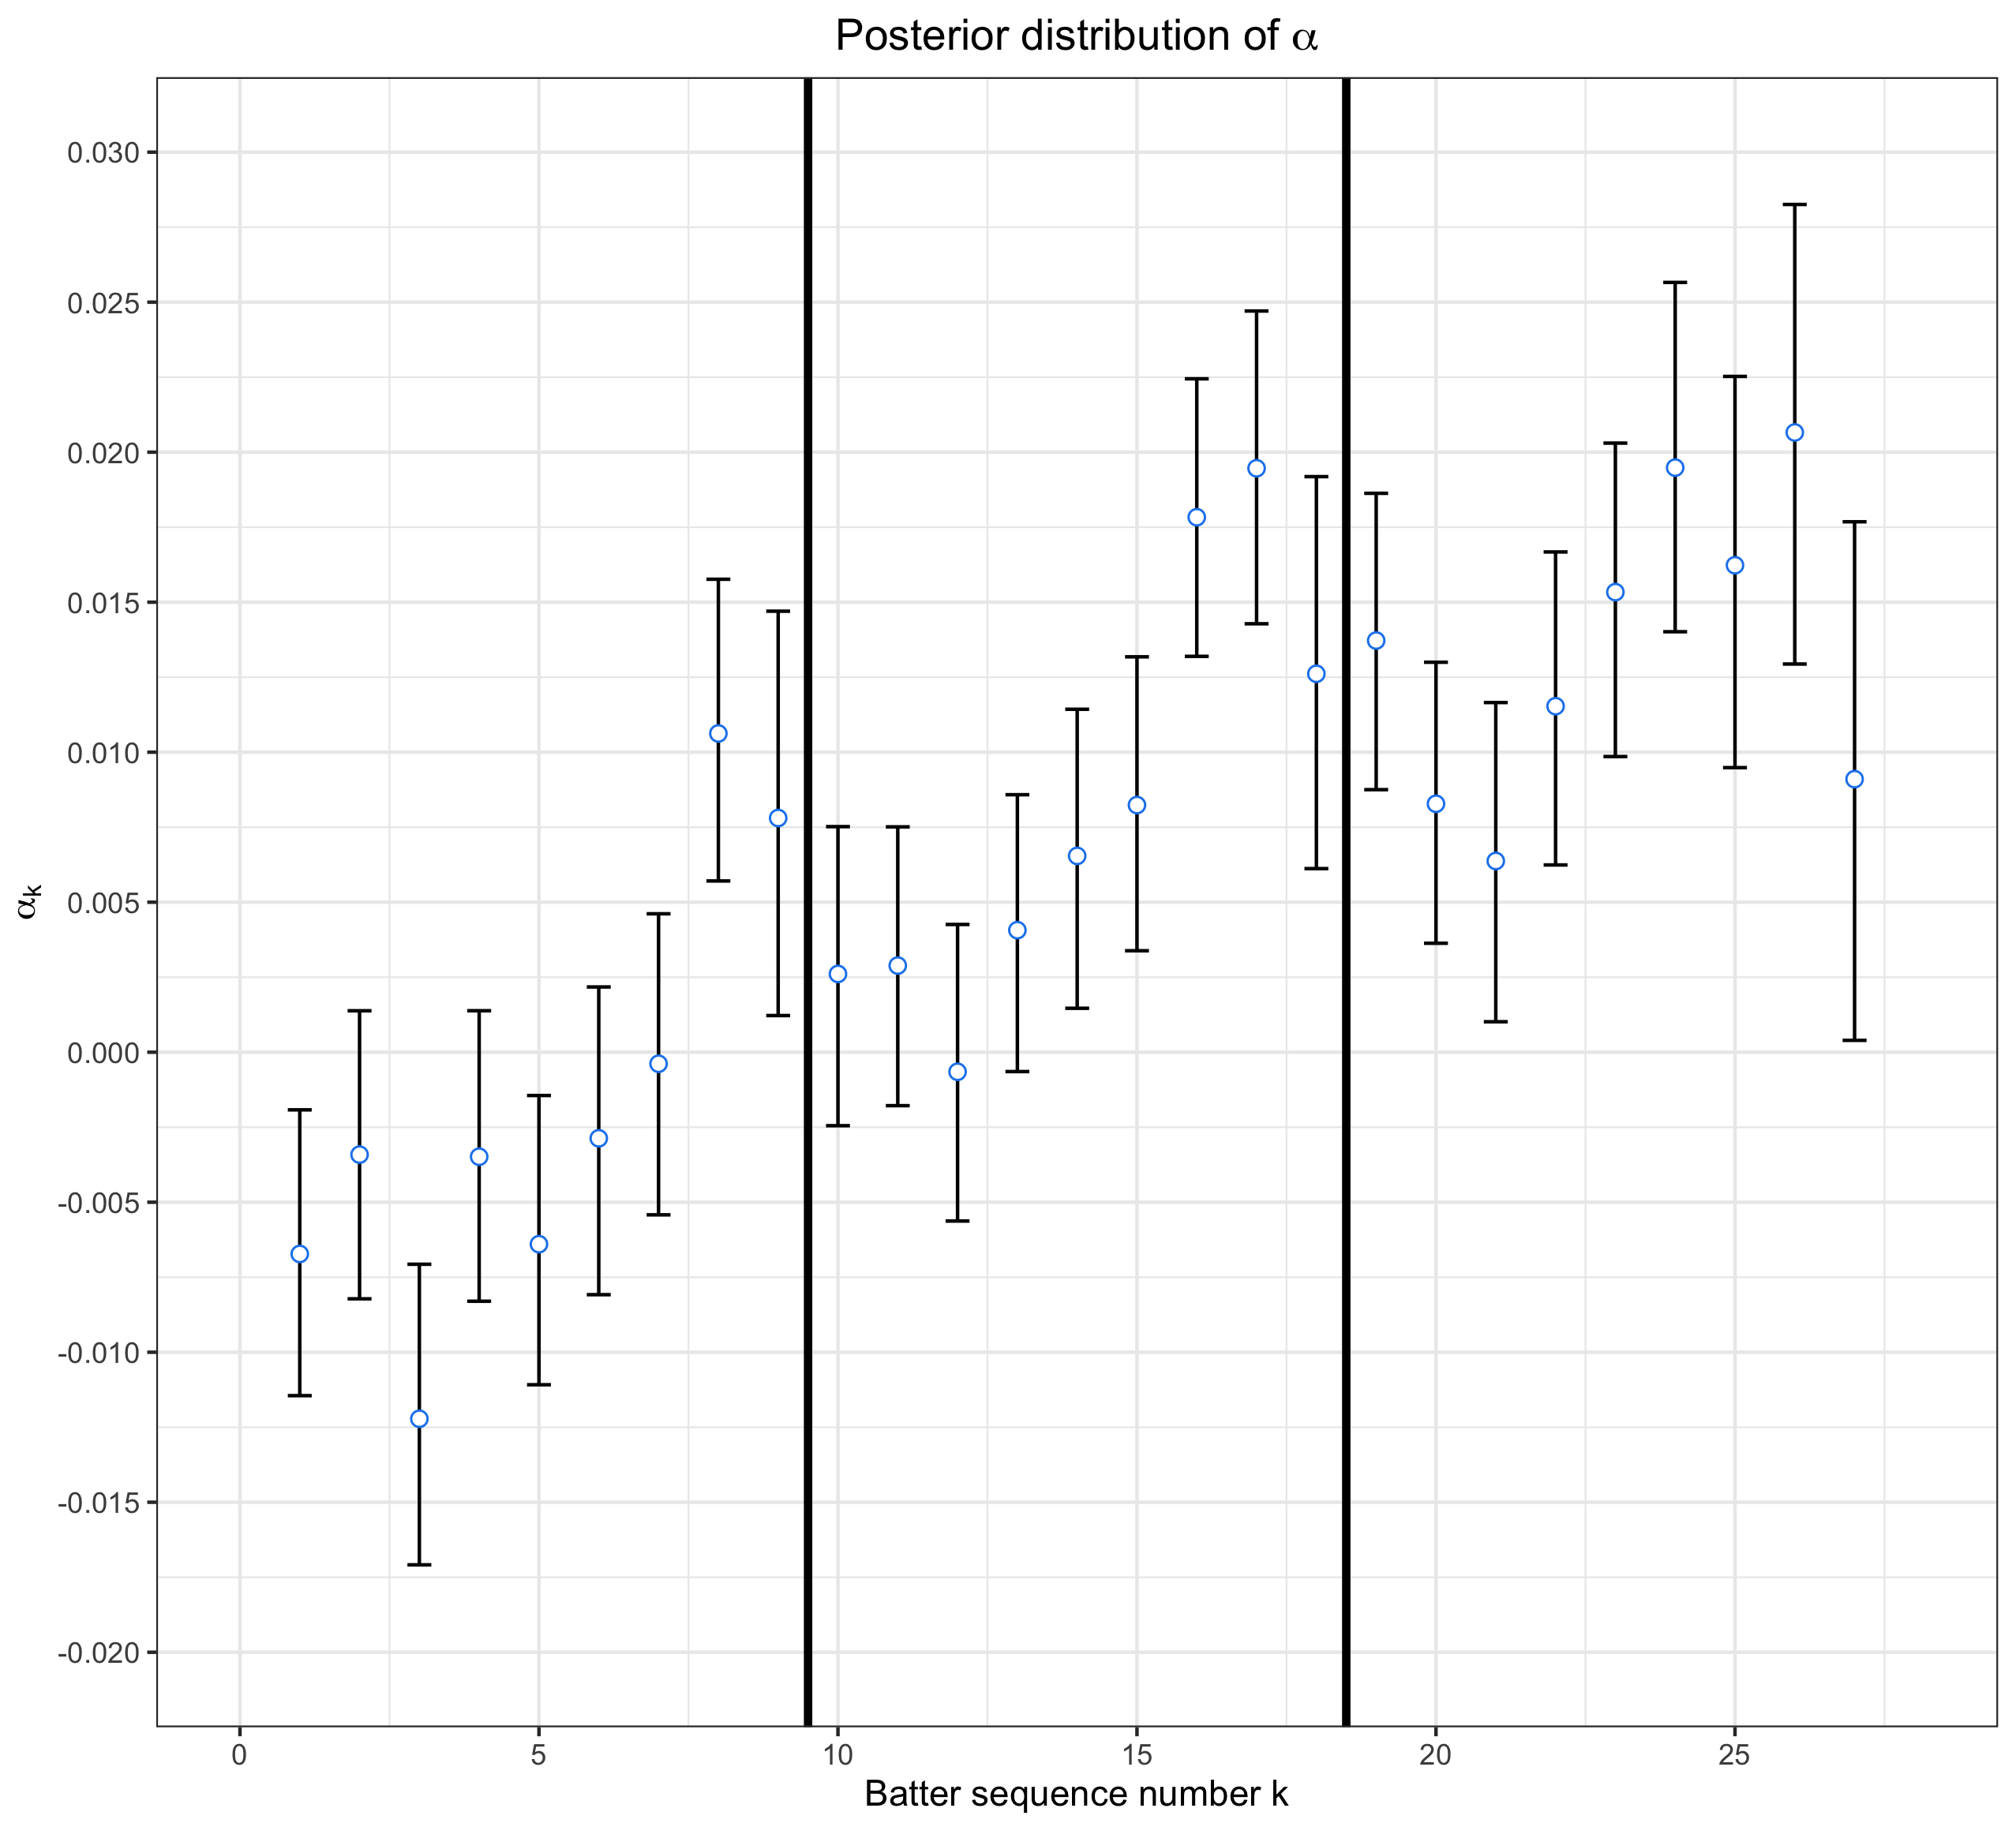 Posterior distribution of α
αk
0.030
0.025
0.020
0.015
0.010
0.005
0.000
-0.005
-0.010
-0.015
-0.020
0 5 10 15 20 25
Batter sequence number k